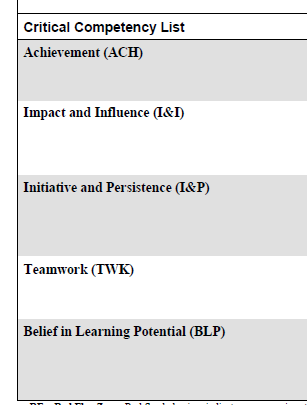 Critical Competency List
Achievement (ACH)
Impact and Influence (I&I)
Initiative and Persistence (I&P)
Teamwork (TWK)
Belief in Learning Potential (BLP)